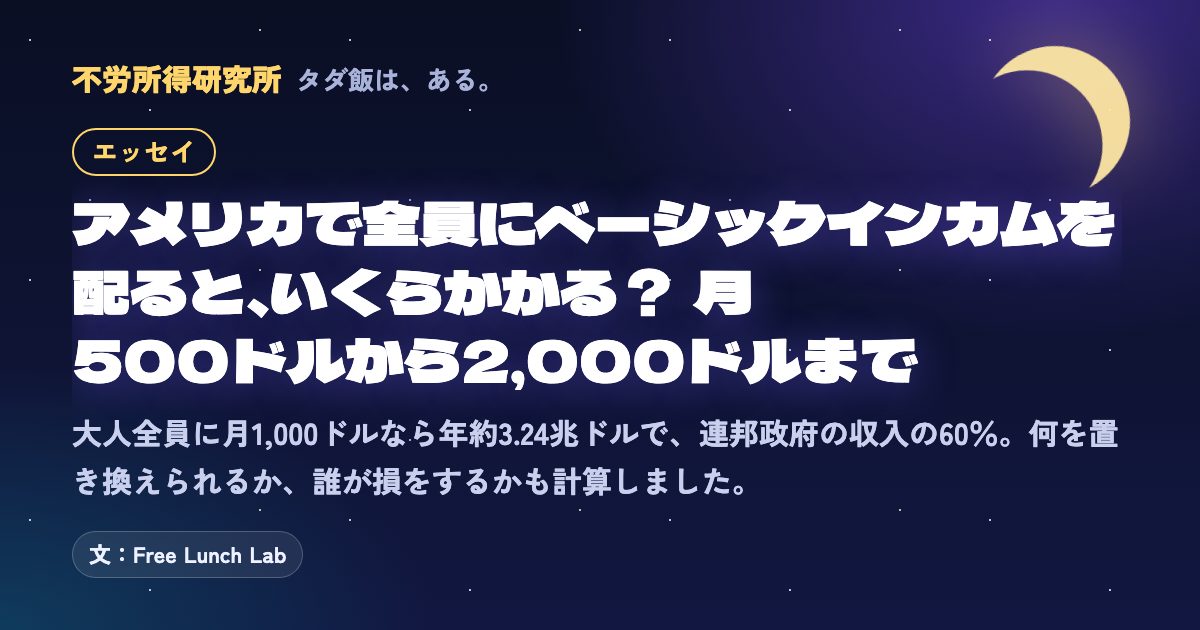 不労所得研究所 タダ飯は、ある。
エッセイ
アメリカで全員にベーシックインカムを
配ると、いくらかかる？ 月
500ドルから2,000ドルまで
大人全員に月1,000ドルなら年約3.24兆ドルで、連邦政府の収入の60%。何を置
き換えられるか、誰が損をするかも計算しました。
文：Free Lunch Lab